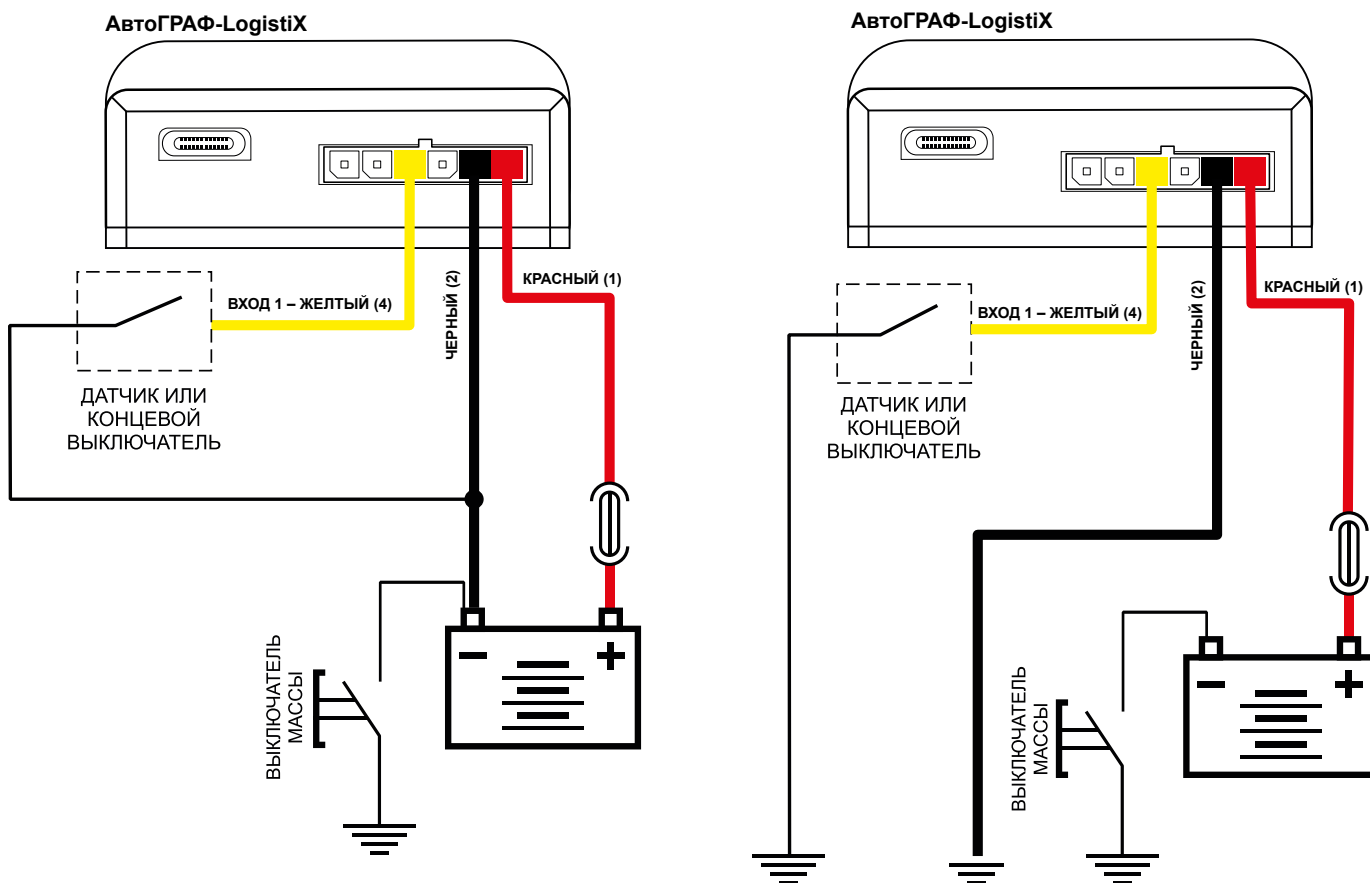 АвтоГРАФ-LogistiX
ВХОД 1 – ЖЕЛТЫЙ (4)
ЧЕРНЫЙ (2)
КРАСНЫЙ (1)
ДАТЧИК ИЛИ
КОНЦЕВОЙ
ВЫКЛЮЧАТЕЛЬ
ВЫКЛЮЧАТЕЛЬ
МАССЫ
– +
АвтоГРАФ-LogistiX
ВХОД 1 – ЖЕЛТЫЙ (4)
ЧЕРНЫЙ (2)
КРАСНЫЙ (1)
ДАТЧИК ИЛИ
КОНЦЕВОЙ
ВЫКЛЮЧАТЕЛЬ
ВЫКЛЮЧАТЕЛЬ
МАССЫ
– +